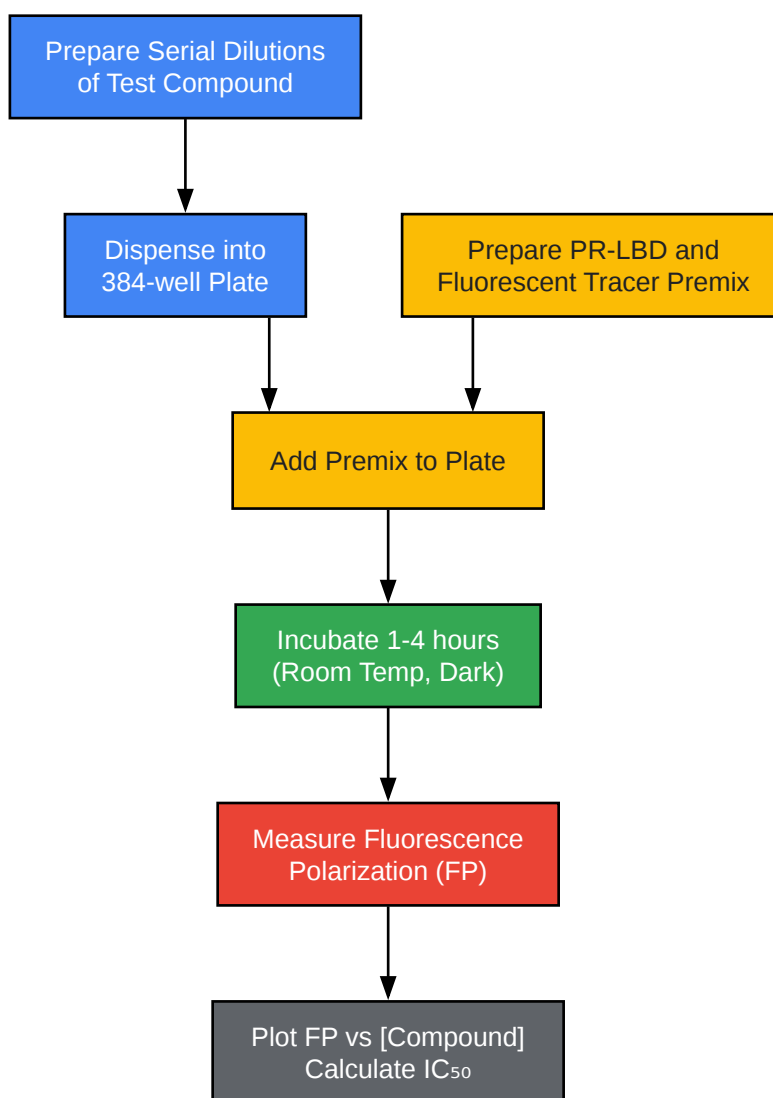 Prepare Serial Dilutions
of Test Compound
Dispense into
384-well Plate
Prepare PR-LBD and
Fluorescent Tracer Premix
Add Premix to Plate
Incubate 1-4 hours
(Room Temp, Dark)
Measure Fluorescence
Polarization (FP)
Plot FP vs [Compound]
Calculate IC₅₀